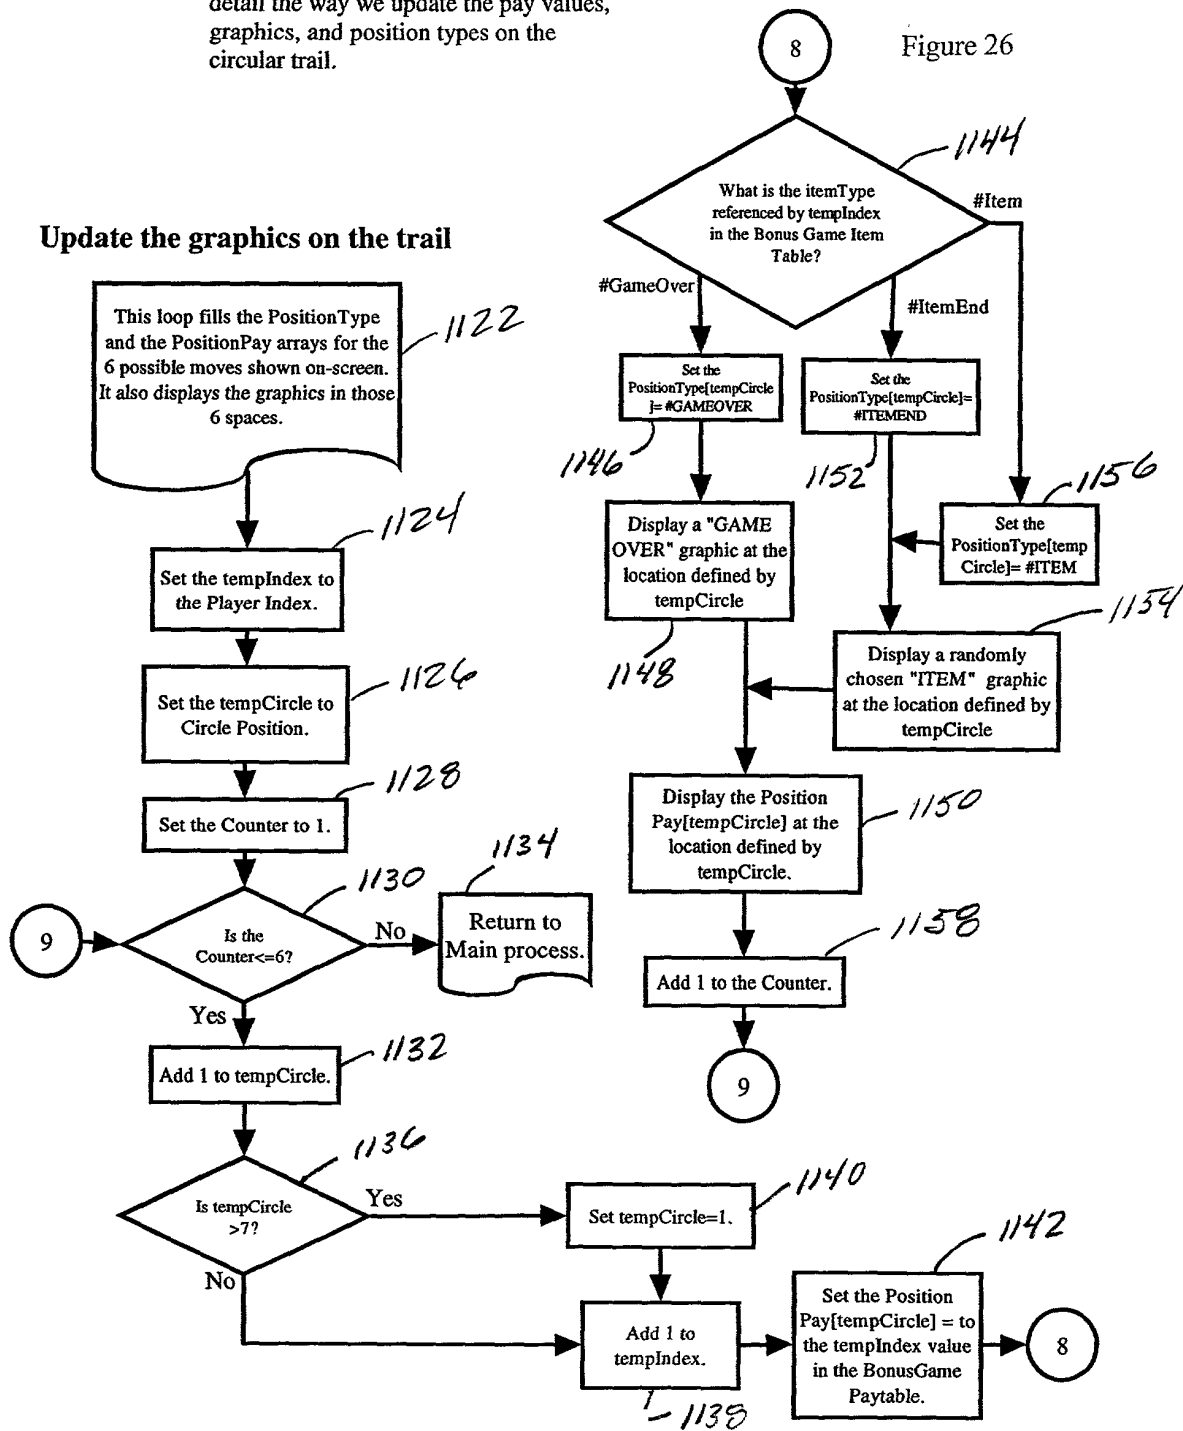 detail the way we update the pay values,
graphics, and position types on the
circular trail.
Figure 26
8
1144
What is the itemType
referenced by tempIndex
in the Bonus Game Item
Table?
#Item
#GameOver
#ItemEnd
Update the graphics on the trail
This loop fills the PositionType
and the PositionPay arrays for the
6 possible moves shown on-screen.
It also displays the graphics in those
6 spaces.
1122
Set the
PositionType[tempCircle
]= #GAMEOVER
1146
Set the
PositionType[tempCircle]=
#ITEMEND
1152
1156
Set the
PositionType[temp
Circle]= #ITEM
1124
Set the tempIndex to
the Player Index.
Display a "GAME
OVER" graphic at the
location defined by
tempCircle
1148
1154
Display a randomly
chosen "ITEM" graphic
at the location defined by
tempCircle
1126
Set the tempCircle to
Circle Position.
1128
Set the Counter to 1.
Display the Position
Pay[tempCircle] at the
location defined by
tempCircle.
1150
1130
1134
9
Is the
Counter<=6?
No
Return to
Main process.
Yes
1158
Add 1 to the Counter.
9
1132
Add 1 to tempCircle.
1136
Is tempCircle
>7?
Yes
No
1140
Set tempCircle=1.
1142
Add 1 to
tempIndex.
1138
Set the Position
Pay[tempCircle] = to
the tempIndex value
in the BonusGame
Paytable.
8